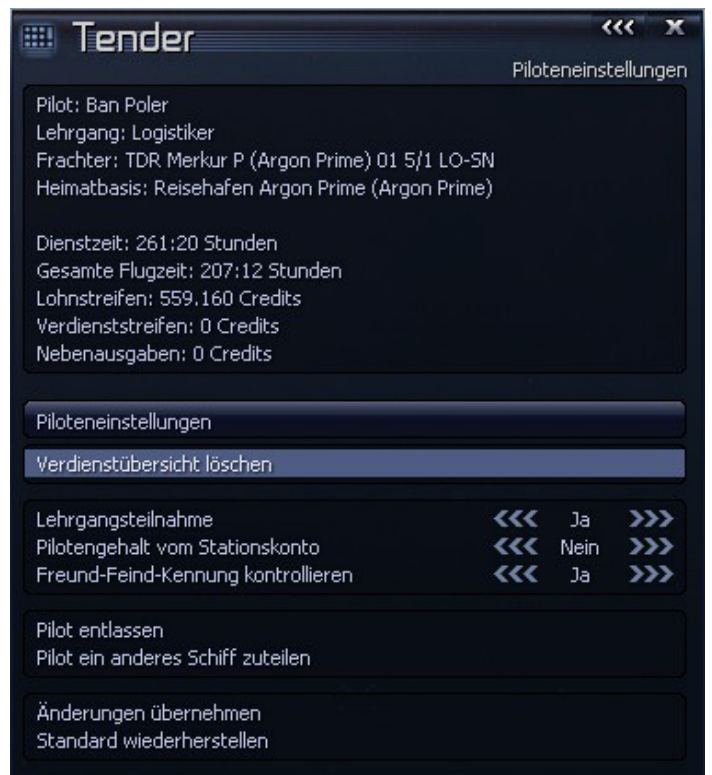 Tender
Piloteneinstellungen
Pilot: Ban Poler
Lehrgang: Logistiker
Frachter: TDR Merkur P (Argon Prime) 01 5/1 LO-SN
Heimatbasis: Reisehafen Argon Prime (Argon Prime)
Dienstzeit: 261:20 Stunden
Gesamte Flugzeit: 207:12 Stunden
Lohnstreifen: 559.160 Credits
Verdienststreifen: 0 Credits
Nebenausgaben: 0 Credits
Piloteneinstellungen
Verdienstübersicht löschen
Lehrgangsteilnahme <<< Ja >>>
Pilotengehalt vom Stationskonto <<< Nein >>>
Freund-Feind-Kennung kontrollieren <<< Ja >>>
Pilot entlassen
Pilot ein anderes Schiff zuteilen
Änderungen übernehmen
Standard wiederherstellen